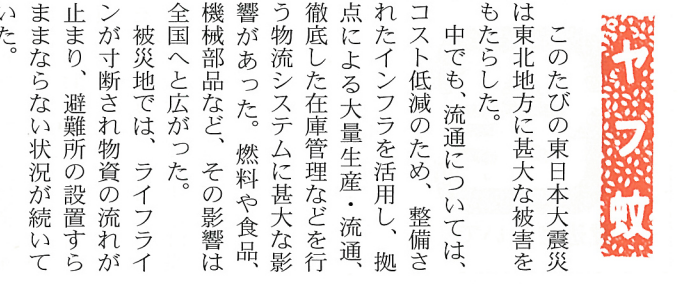 ヤブ蚊
このたびの東日本大震災
は東北地方に甚大な被害を
もたらした。
中でも、流通については、
コスト低減のため、整備さ
れたインフラを活用し、拠
点による大量生産・流通、
徹底した在庫管理などを行
う物流システムに甚大な影
響があった。燃料や食品、
機械部品など、その影響は
全国へと広がった。
被災地では、ライフライ
ンが寸断され物資の流れが
止まり、避難所の設置すら
ままならない状況が続いて
いた。